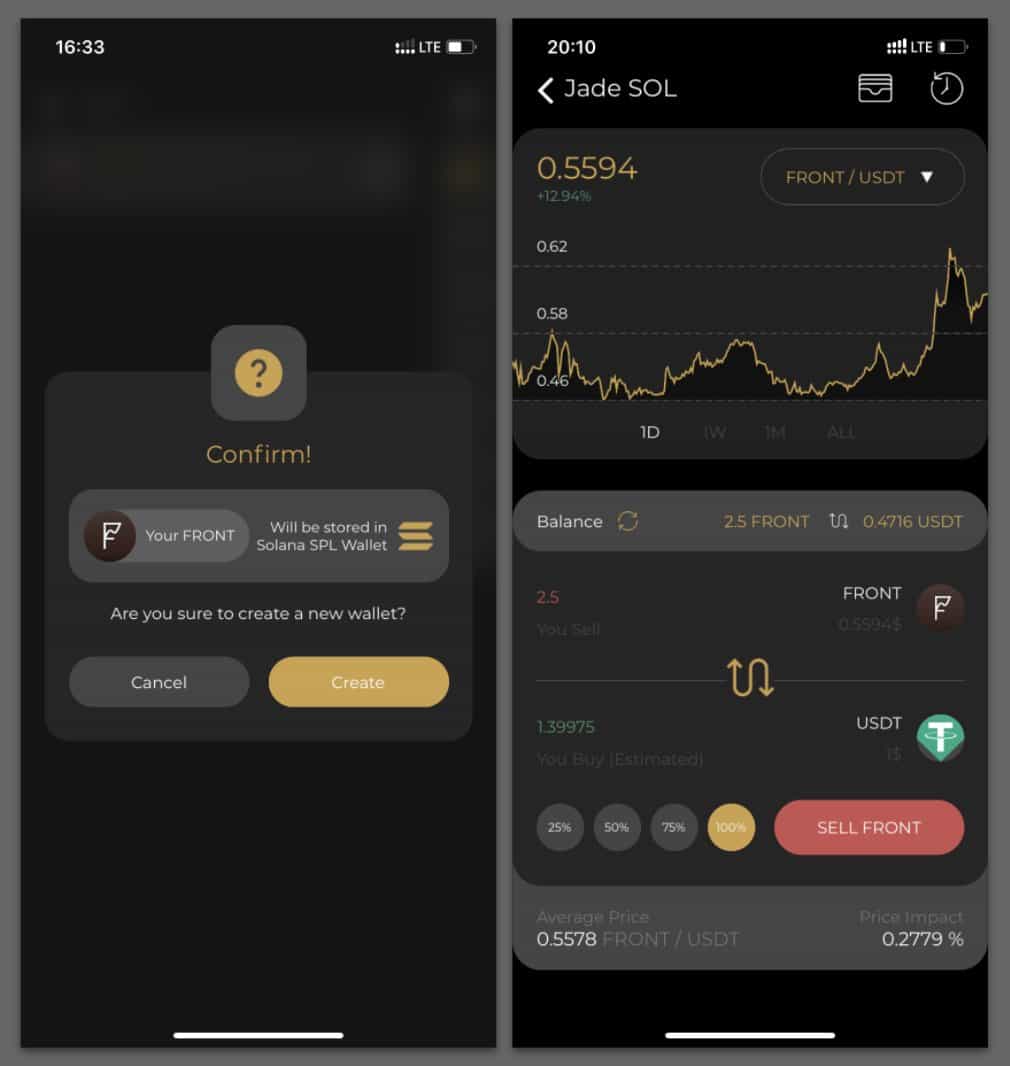 16:33
LTE
Confirm!
Your FRONT
Will be stored in
Solana SPL Wallet
Are you sure to create a new wallet?
Cancel
Create
20:10
LTE
Jade SOL
0.5594
+12.94%
FRONT / USDT
0.62
0.58
0.46
1D 1W 1M ALL
Balance
2.5 FRONT
0.4716 USDT
2.5
FRONT
You Sell
0.5594$
1.39975
USDT
You Buy (Estimated)
1$
25% 50% 75% 100%
SELL FRONT
Average Price
Price Impact
0.5578 FRONT / USDT
0.2779 %